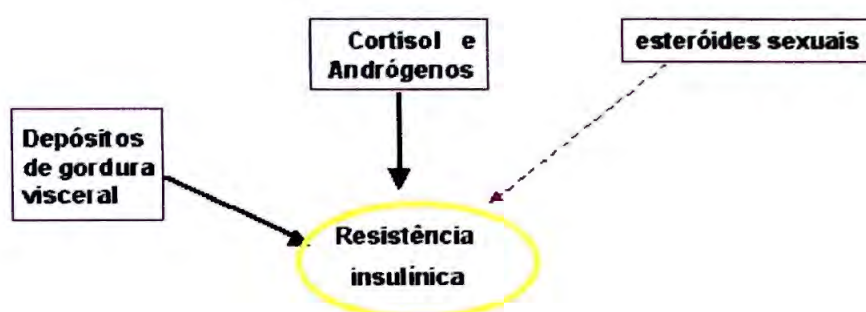 Cortisol e
Andrógenos
esteróides sexuais
Depósitos
de gordura
visceral
Resistência
insulínica